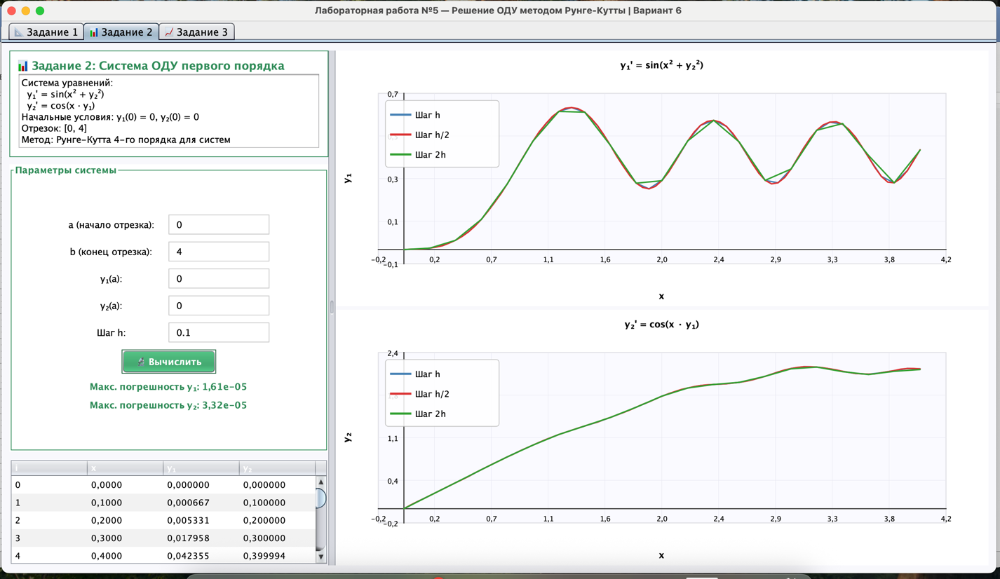 Лабораторная работа №5 — Решение ОДУ методом Рунге-Кутты | Вариант 6
Задание 1
Задание 2
Задание 3
Задание 2: Система ОДУ первого порядка
Система уравнений:
y₁' = sin(x² + y₂²)
y₂' = cos(x · y₁)
Начальные условия: y₁(0) = 0, y₂(0) = 0
Отрезок: [0, 4]
Метод: Рунге-Кутта 4-го порядка для систем
Параметры системы
a (начало отрезка): 0
b (конец отрезка): 4
y₁(a): 0
y₂(a): 0
Шаг h: 0.1
Вычислить
Макс. погрешность y₁: 1,61e-05
Макс. погрешность y₂: 3,32e-05
i x y₁ y₂
0 0,0000 0,000000 0,000000
1 0,1000 0,000667 0,100000
2 0,2000 0,005331 0,200000
3 0,3000 0,017958 0,300000
4 0,4000 0,042355 0,399994
y₁' = sin(x² + y₂²)
0,7
Шаг h
Шаг h/2
Шаг 2h
y₁
0,3
0,1
−0,1
−0,2 0,2 0,7 1,1 1,6 2,0 2,4 2,9 3,3 3,8 4,2
x
y₂' = cos(x · y₁)
2,4
Шаг h
Шаг h/2
Шаг 2h
y₂
1,1
0,4
−0,2
−0,2 0,2 0,7 1,1 1,6 2,0 2,4 2,9 3,3 3,8 4,2
x